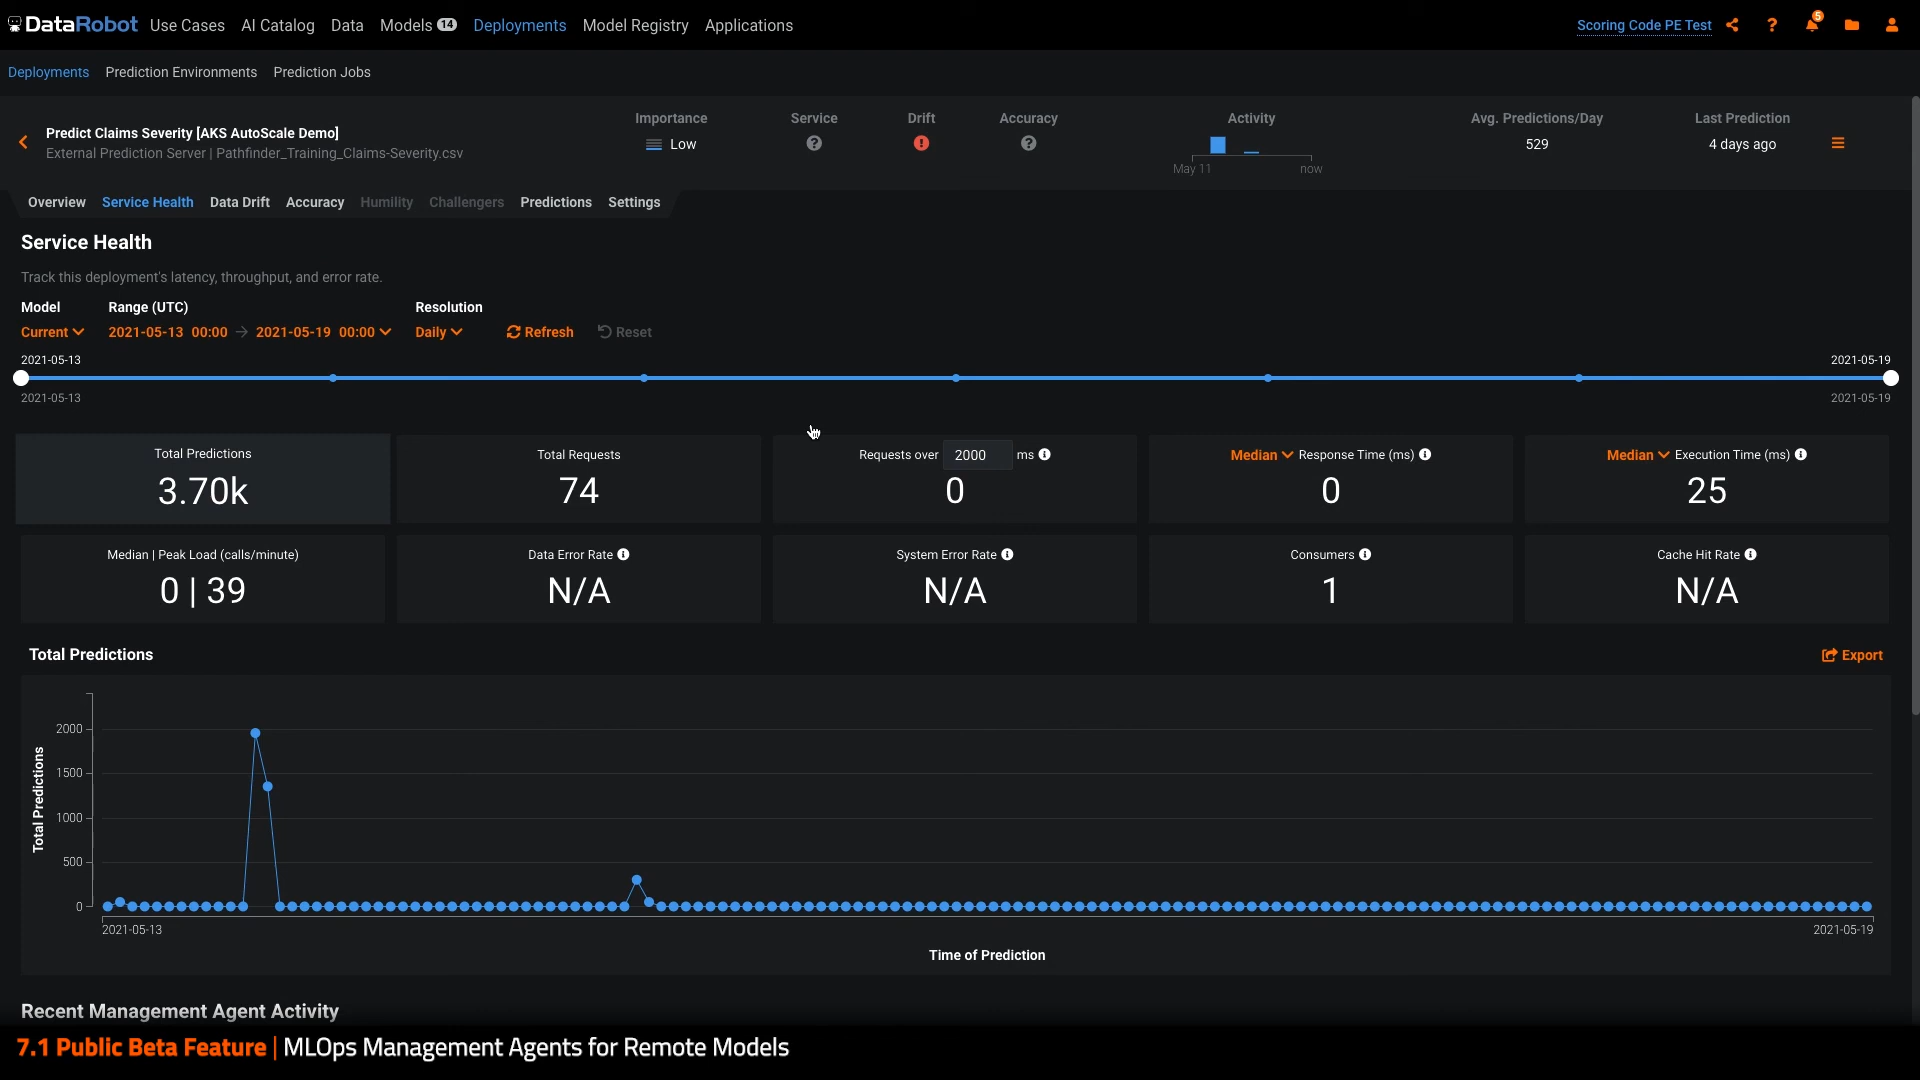 DataRobot Use Cases AI Catalog Data Models 14 Deployments Model Registry Applications Scoring Code PE Test ? 5
Deployments Prediction Environments Prediction Jobs
Importance Service Drift Accuracy Activity Avg. Predictions/Day Last Prediction
Predict Claims Severity [AKS AutoScale Demo]
External Prediction Server | Pathfinder_Training_Claims-Severity.csv
Low ? ! ? 529 4 days ago
May 11 now
Overview Service Health Data Drift Accuracy Humility Challengers Predictions Settings
Service Health
Track this deployment's latency, throughput, and error rate.
Model Range (UTC) Resolution
Current 2021-05-13 00:00 → 2021-05-19 00:00 Daily Refresh Reset
2021-05-13 2021-05-19
2021-05-13 2021-05-19
Total Predictions Total Requests Requests over 2000 ms Median Response Time (ms) Median Execution Time (ms)
3.70k 74 0 0 25
Median | Peak Load (calls/minute) Data Error Rate System Error Rate Consumers Cache Hit Rate
0 | 39 N/A N/A 1 N/A
Total Predictions Export
Total Predictions
2000
1500
1000
500
0
2021-05-13 2021-05-19
Time of Prediction
Recent Management Agent Activity
7.1 Public Beta Feature | MLOps Management Agents for Remote Models